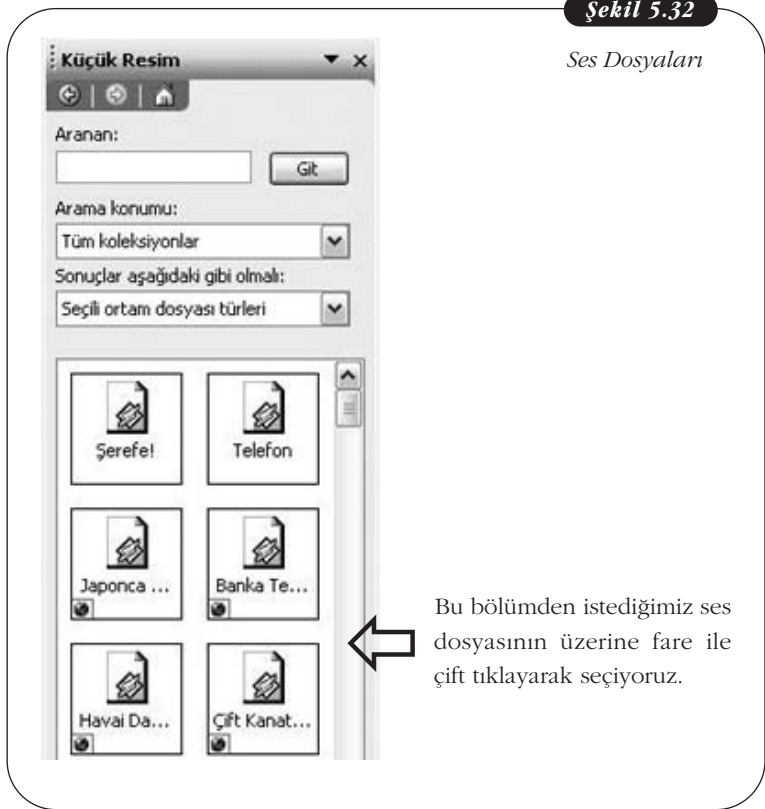 Şekil 5.32
Ses Dosyaları
Küçük Resim
Aranan:
Git
Arama konumu:
Tüm koleksiyonlar
Sonuçlar aşağıdaki gibi olmalı:
Seçili ortam dosyası türleri
Şerefe! Telefon
Japonca ... Banka Te...
Havai Da... Çift Kanat...
Bu bölümden istediğimiz ses
dosyasının üzerine fare ile
çift tıklayarak seçiyoruz.